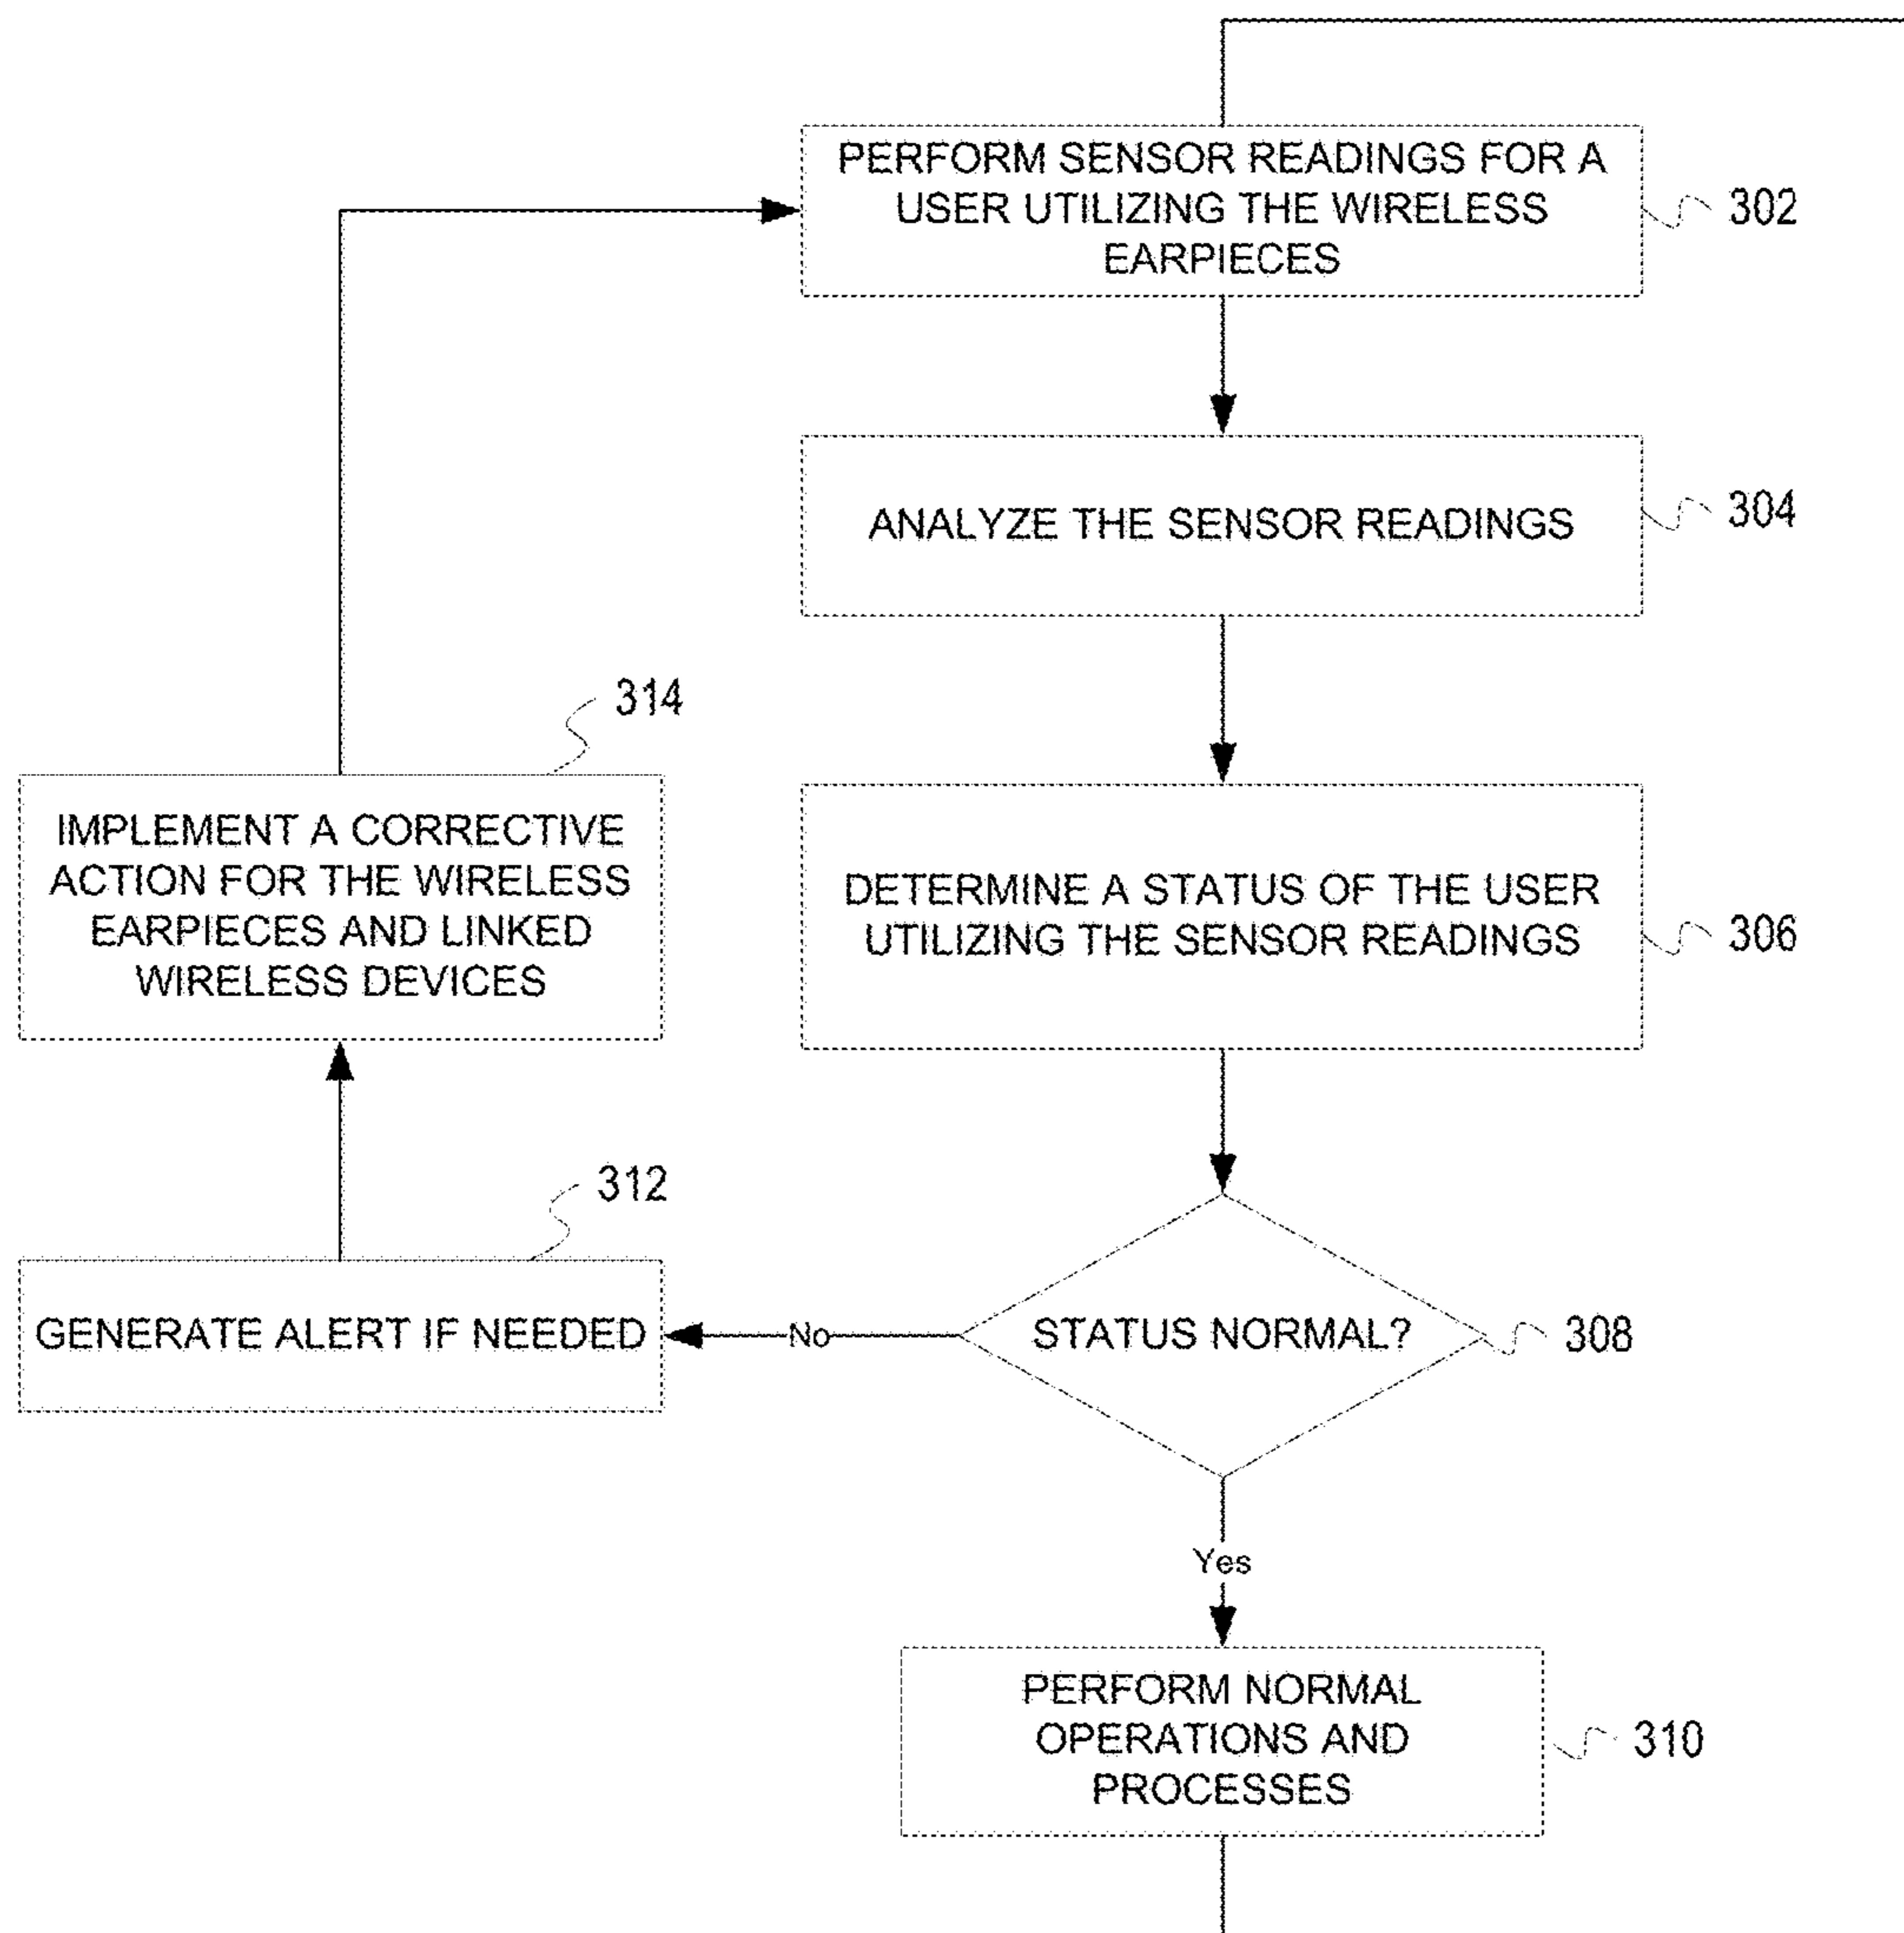 PERFORM SENSOR READINGS FOR A
USER UTILIZING THE WIRELESS
EARPIECES
302
ANALYZE THE SENSOR READINGS
304
314
IMPLEMENT A CORRECTIVE
ACTION FOR THE WIRELESS
EARPIECES AND LINKED
WIRELESS DEVICES
DETERMINE A STATUS OF THE USER
UTILIZING THE SENSOR READINGS
306
312
GENERATE ALERT IF NEEDED
No
STATUS NORMAL?
308
Yes
PERFORM NORMAL
OPERATIONS AND
PROCESSES
310